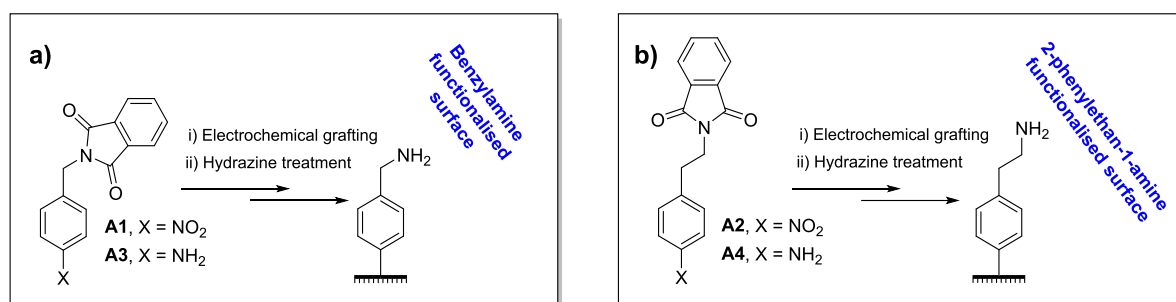 a)
Benzylamine
functionalised
surface
O
N
O
i) Electrochemical grafting
ii) Hydrazine treatment
NH2
A1, X = NO2
A3, X = NH2
X
b)
2-phenylethan-1-amine
functionalised surface
O
N
O
i) Electrochemical grafting
ii) Hydrazine treatment
NH2
A2, X = NO2
A4, X = NH2
X